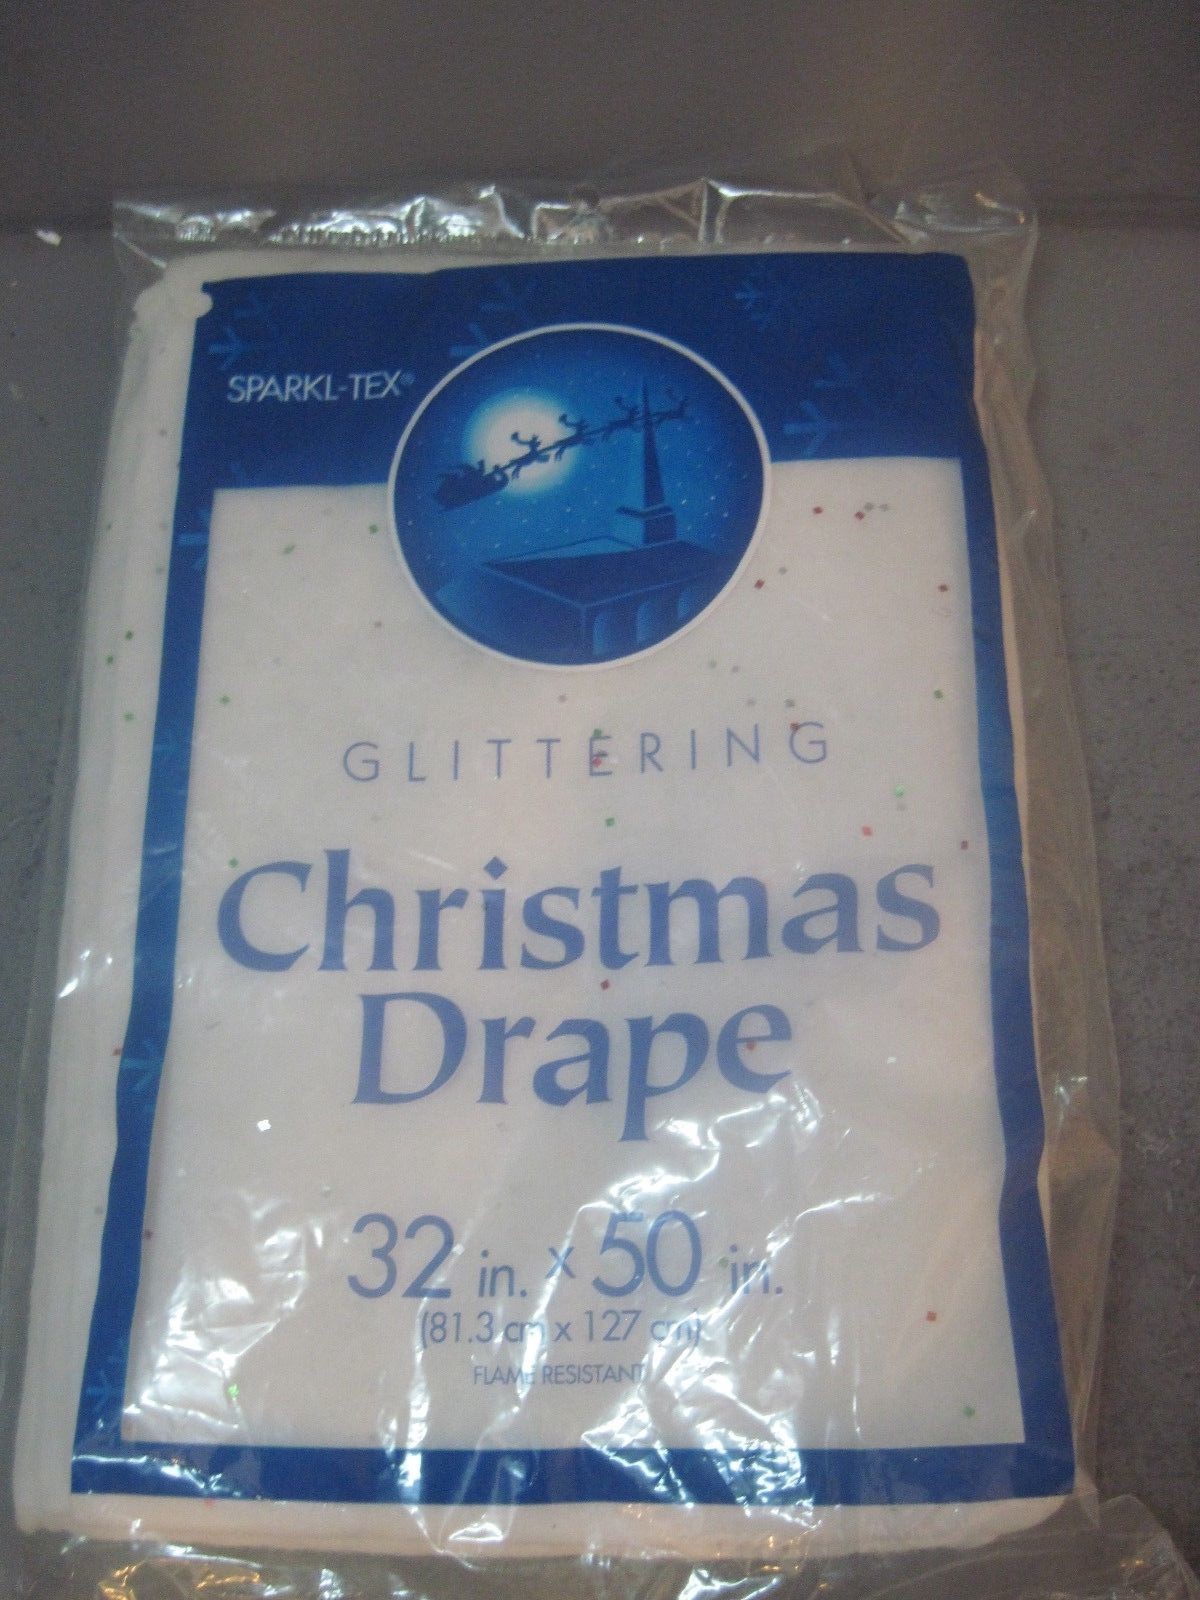 SPARKL-TEX®
GLITTERING
Christmas
Drape
32 in. x 50 in.
(81.3 cm x 127 cm)
FLAME RESISTANT